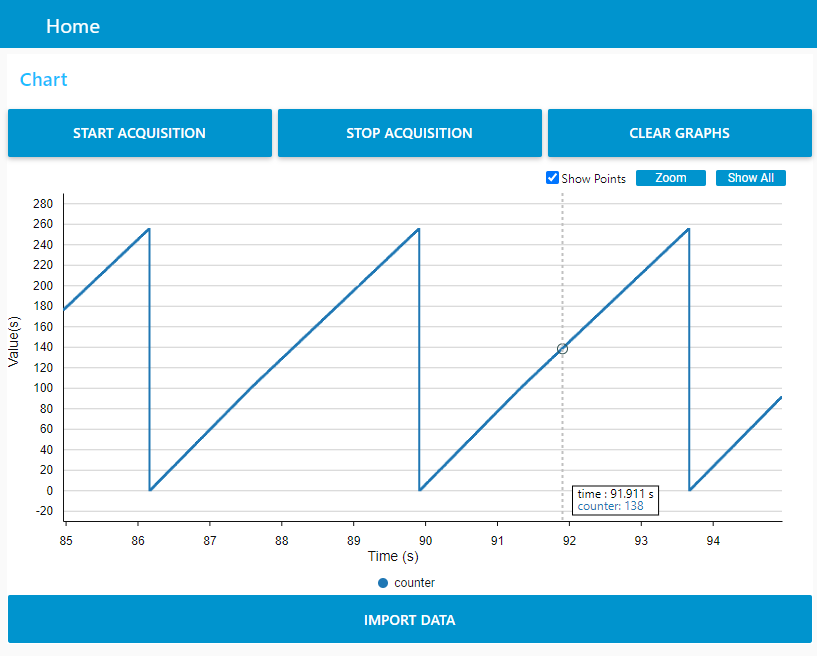 Home
Chart
START ACQUISITION
STOP ACQUISITION
CLEAR GRAPHS
Show Points
Zoom
Show All
280
260
240
220
200
180
160
140
120
100
80
60
40
20
0
-20
Value(s)
time : 91.911 s
counter: 138
85 86 87 88 89 90 91 92 93 94
Time (s)
counter
IMPORT DATA